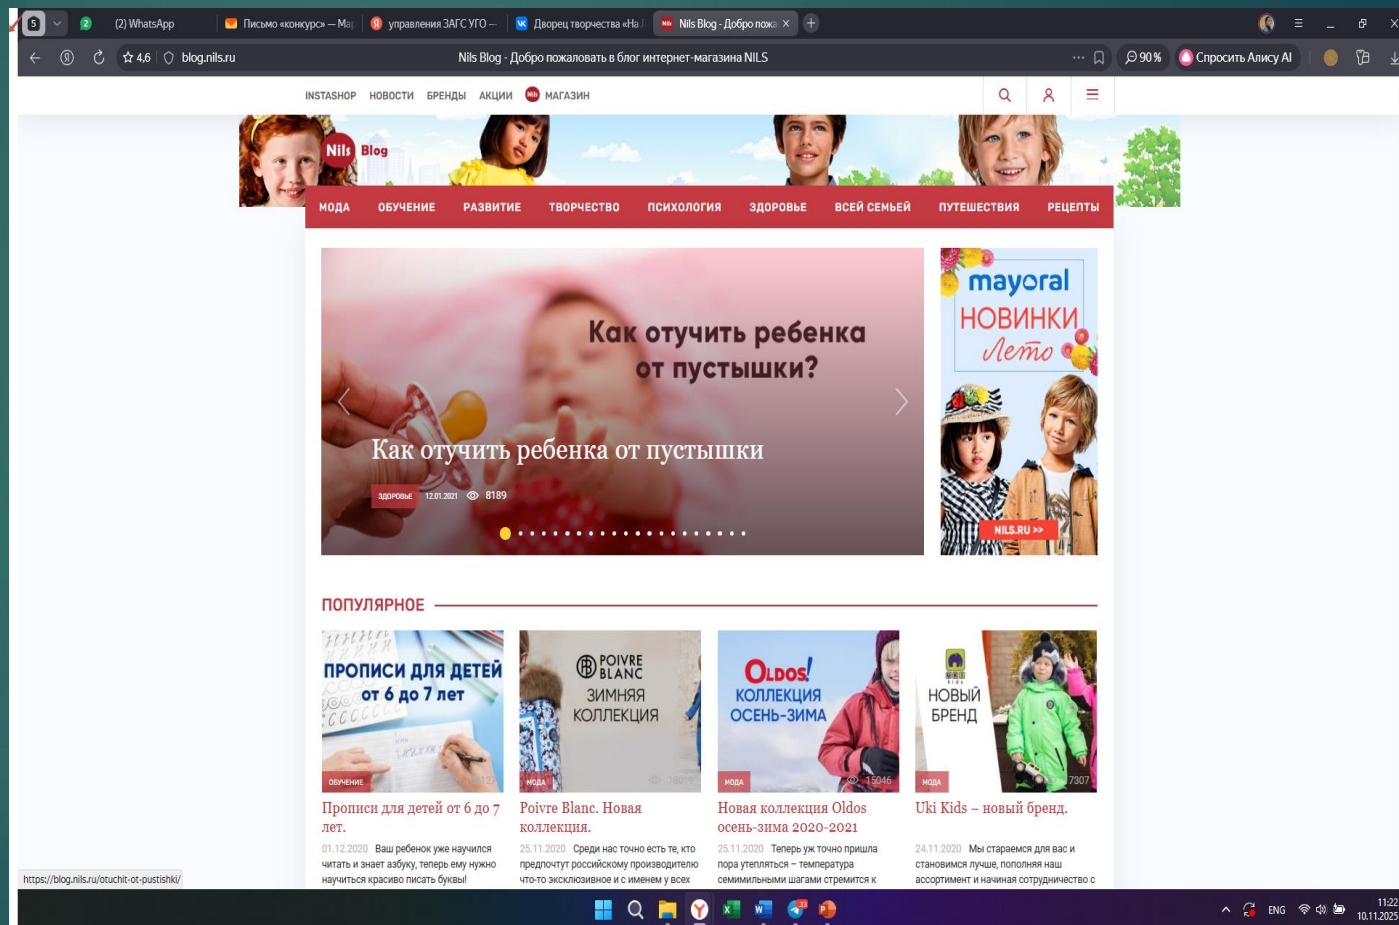 5
2
(2) WhatsApp
Письмо «конкурс» — Ма
управления ЗАГС УГО —
Дворец творчества «На Л
Nils Blog - Добро пожа
4,6
blog.nils.ru
Nils Blog - Добро пожаловать в блог интернет-магазина NILS
90 %
Спросить Алису AI
INSTASHOP НОВОСТИ БРЕНДЫ АКЦИИ Nils МАГАЗИН
Nils Blog
МОДА ОБУЧЕНИЕ РАЗВИТИЕ ТВОРЧЕСТВО ПСИХОЛОГИЯ ЗДОРОВЬЕ ВСЕЙ СЕМЬЕЙ ПУТЕШЕСТВИЯ РЕЦЕПТЫ
Как отучить ребенка
от пустышки?
Как отучить ребенка от пустышки
ЗДОРОВЬЕ 12.01.2021 8189
mayoral
НОВИНКИ
Лето
NILS.RU >>
ПОПУЛЯРНОЕ
ПРОПИСИ ДЛЯ ДЕТЕЙ
от 6 до 7 лет
ОБУЧЕНИЕ
Прописи для детей от 6 до 7
лет.
01.12.2020 Ваш ребенок уже научился
читать и знает азбуку, теперь ему нужно
научиться красиво писать буквы!
POIVRE
BLANC
ЗИМНЯЯ
КОЛЛЕКЦИЯ
МОДА
Poivre Blanc. Новая
коллекция.
25.11.2020 Среди нас точно есть те, кто
предпочтут российскому производителю
что-то эксклюзивное и с именем у всех
OLDOS!
КОЛЛЕКЦИЯ
ОСЕНЬ-ЗИМА
МОДА 15046
Новая коллекция Oldos
осень-зима 2020-2021
25.11.2020 Теперь уж точно пришла
пора утепляться – температура
семимильными шагами стремится к
UKI
kids
НОВЫЙ
БРЕНД
МОДА 7307
Uki Kids – новый бренд.
24.11.2020 Мы стараемся для вас и
становимся лучше, пополняя наш
ассортимент и начиная сотрудничество с
https://blog.nils.ru/otuchit-ot-pustishki/
33
ENG
11:22
10.11.2025